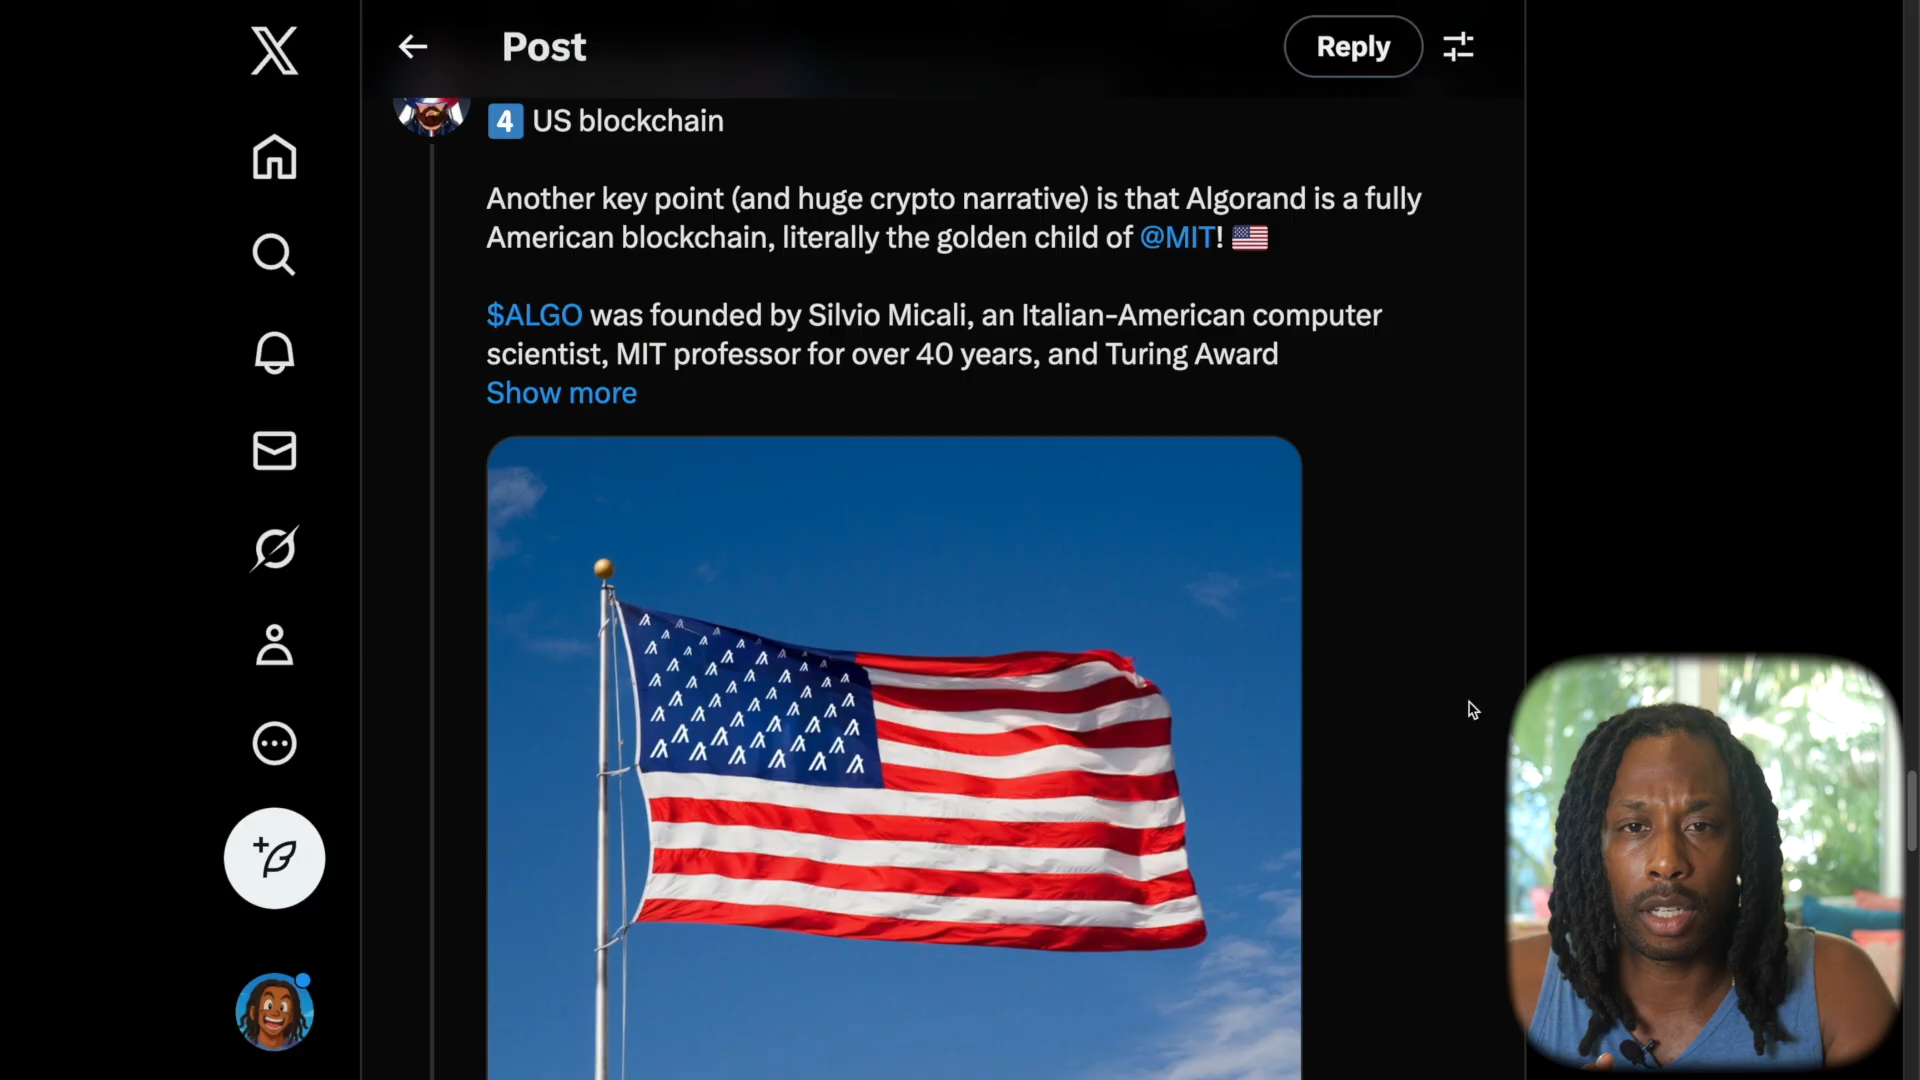 Post
Reply
4 US blockchain
Another key point (and huge crypto narrative) is that Algorand is a fully
American blockchain, literally the golden child of @MIT! 🇺🇸
$ALGO was founded by Silvio Micali, an Italian-American computer
scientist, MIT professor for over 40 years, and Turing Award
Show more